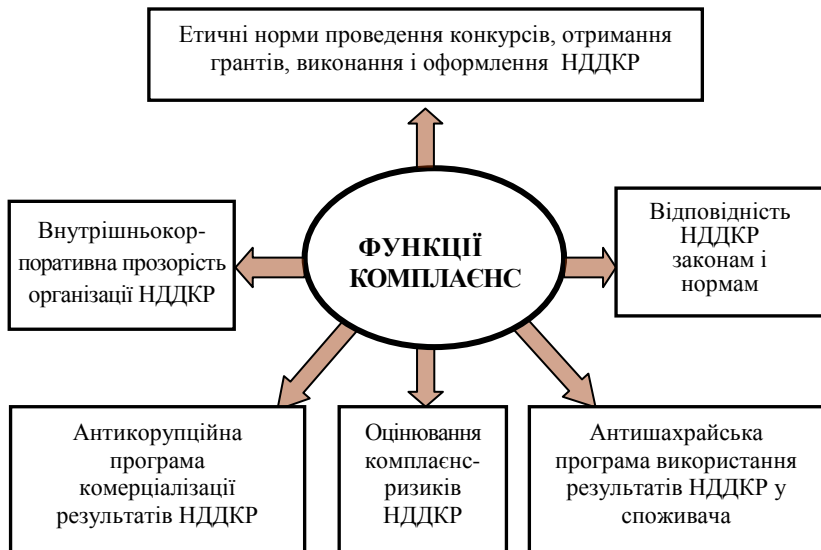 Етичні норми проведення конкурсів, отримання
грантів, виконання і оформлення НДДКР
Внутрішньокор-
поративна прозорість
організації НДДКР
ФУНКЦІЇ
КОМПЛАЄНС
Відповідність
НДДКР
законам і
нормам
Антикорупційна
програма
комерціалізації
результатів НДДКР
Оцінювання
комплаєнс-
ризиків
НДДКР
Антишахрайська
програма використання
результатів НДДКР у
споживача